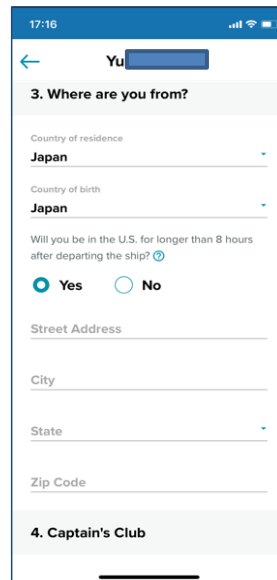 17:16
Yu
3. Where are you from?
Country of residence
Japan
Country of birth
Japan
Will you be in the U.S. for longer than 8 hours
after departing the ship? ?
Yes No
Street Address
City
State
Zip Code
4. Captain's Club